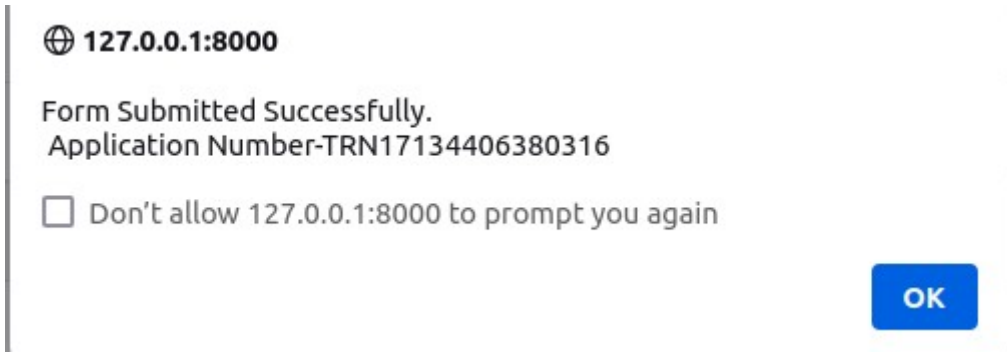 127.0.0.1:8000
Form Submitted Successfully.
Application Number-TRN17134406380316
Don’t allow 127.0.0.1:8000 to prompt you again
OK